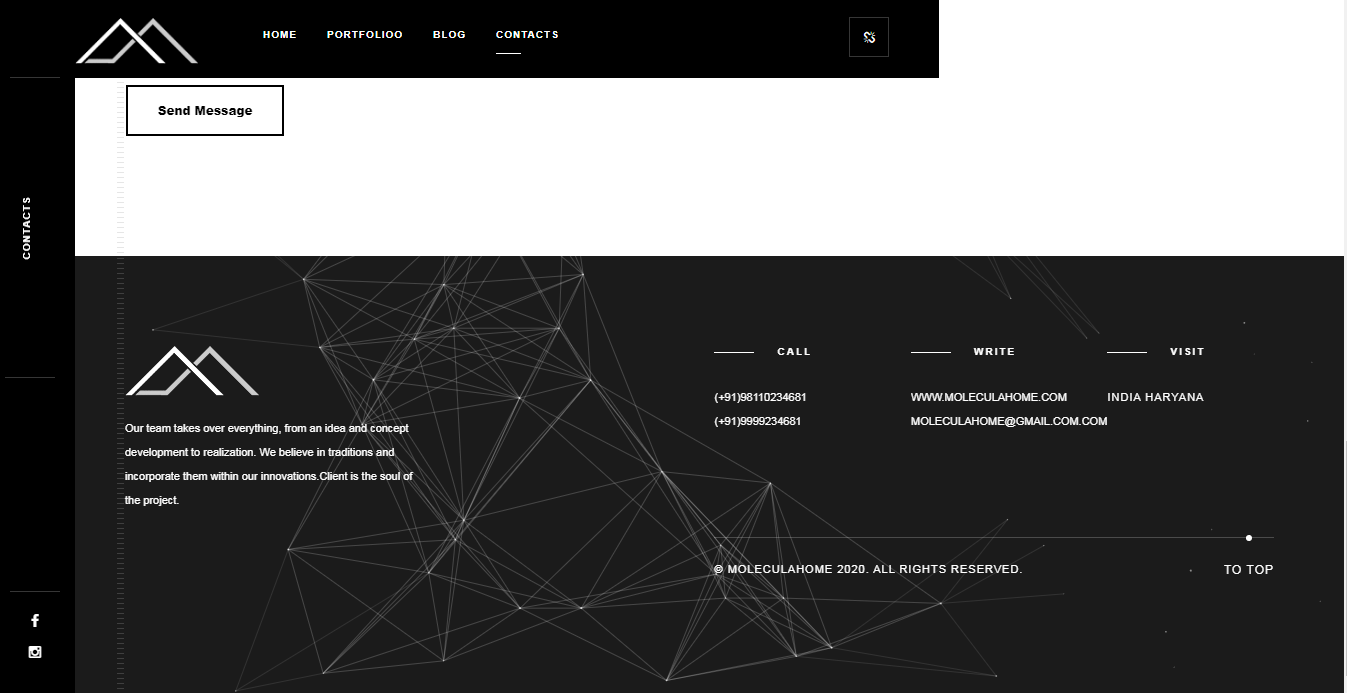 HOME PORTFOLIOO BLOG CONTACTS
Send Message
CONTACTS
Our team takes over everything, from an idea and concept
development to realization. We believe in traditions and
incorporate them within our innovations.Client is the soul of
the project.
CALL
(+91)98110234681
(+91)9999234681
WRITE
WWW.MOLECULAHOME.COM
MOLECULAHOME@GMAIL.COM.COM
VISIT
INDIA HARYANA
© MOLECULAHOME 2020. ALL RIGHTS RESERVED.
TO TOP